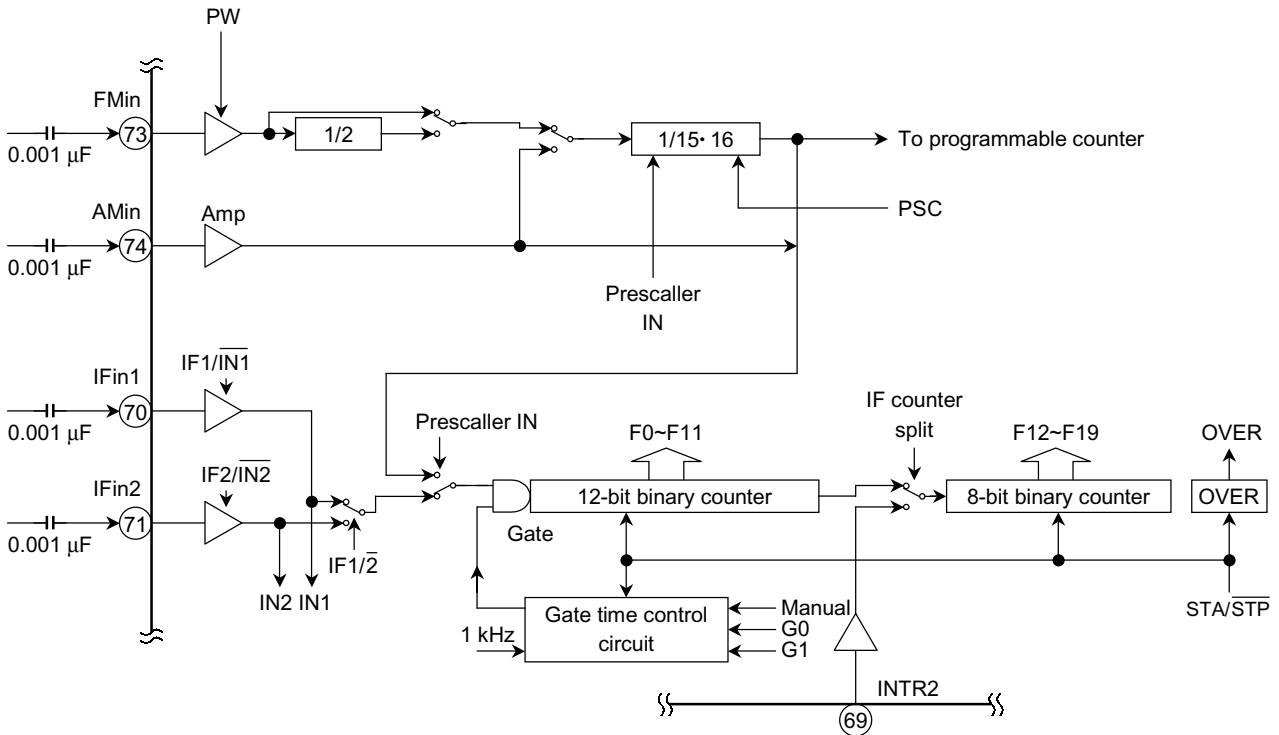 PW
FMin
73
0.001 µF
1/2
1/15• 16
To programmable counter
PSC
AMin
Amp
74
0.001 µF
Prescaller
IN
IFin1
IF1/IN1
70
0.001 µF
Prescaller IN
IF counter
split
F0~F11
F12~F19
OVER
IFin2
IF2/IN2
71
0.001 µF
12-bit binary counter
8-bit binary counter
OVER
Gate
IF1/2
IN2
IN1
STA/STP
Gate time control
circuit
Manual
G0
G1
1 kHz
INTR2
69